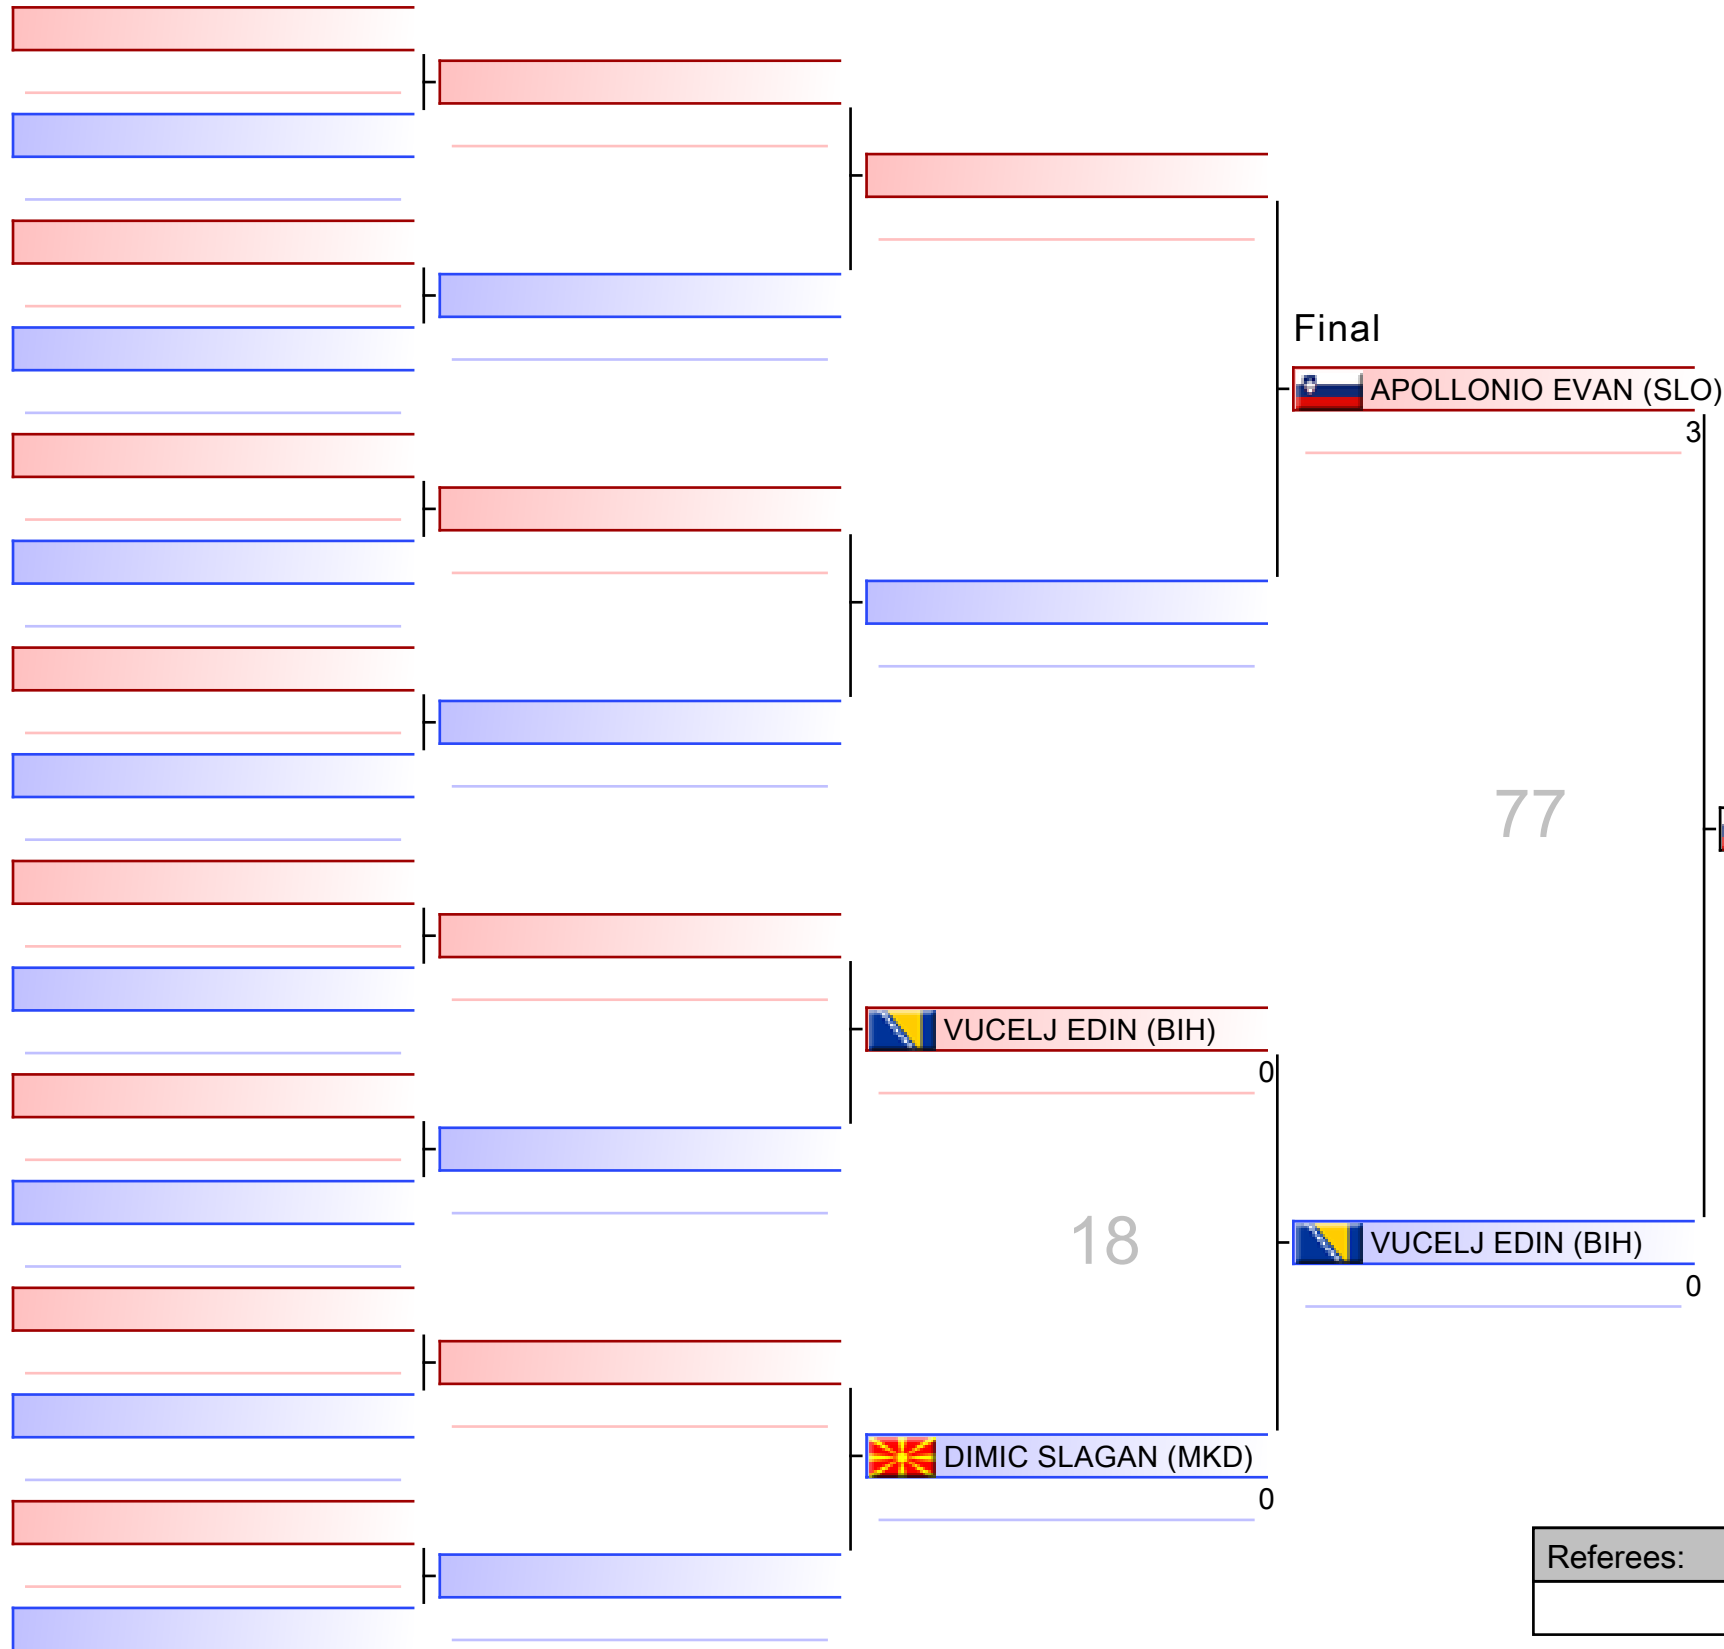 Final
APOLLONIO EVAN (SLO)
3
77
VUCELJ EDIN (BIH)
0
18
VUCELJ EDIN (BIH)
0
DIMIC SLAGAN (MKD)
0
Referees: